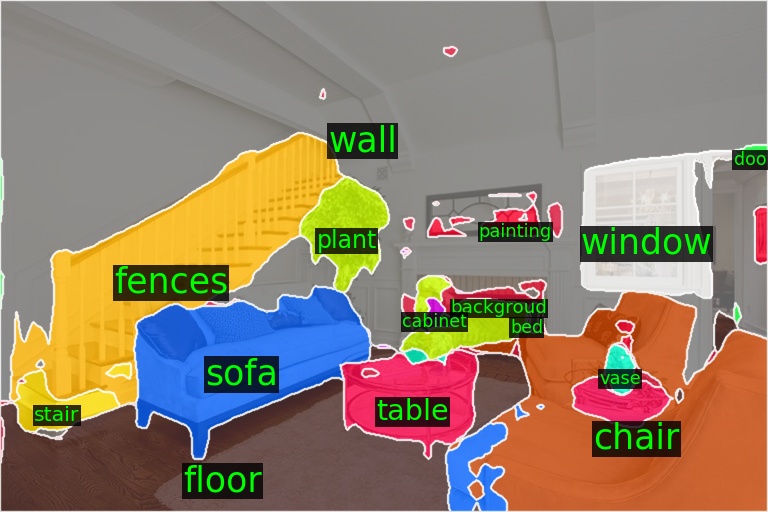 wall
doo
plant
painting
window
fences
backgroud
cabinet
bed
sofa
vase
stair
table
chair
floor